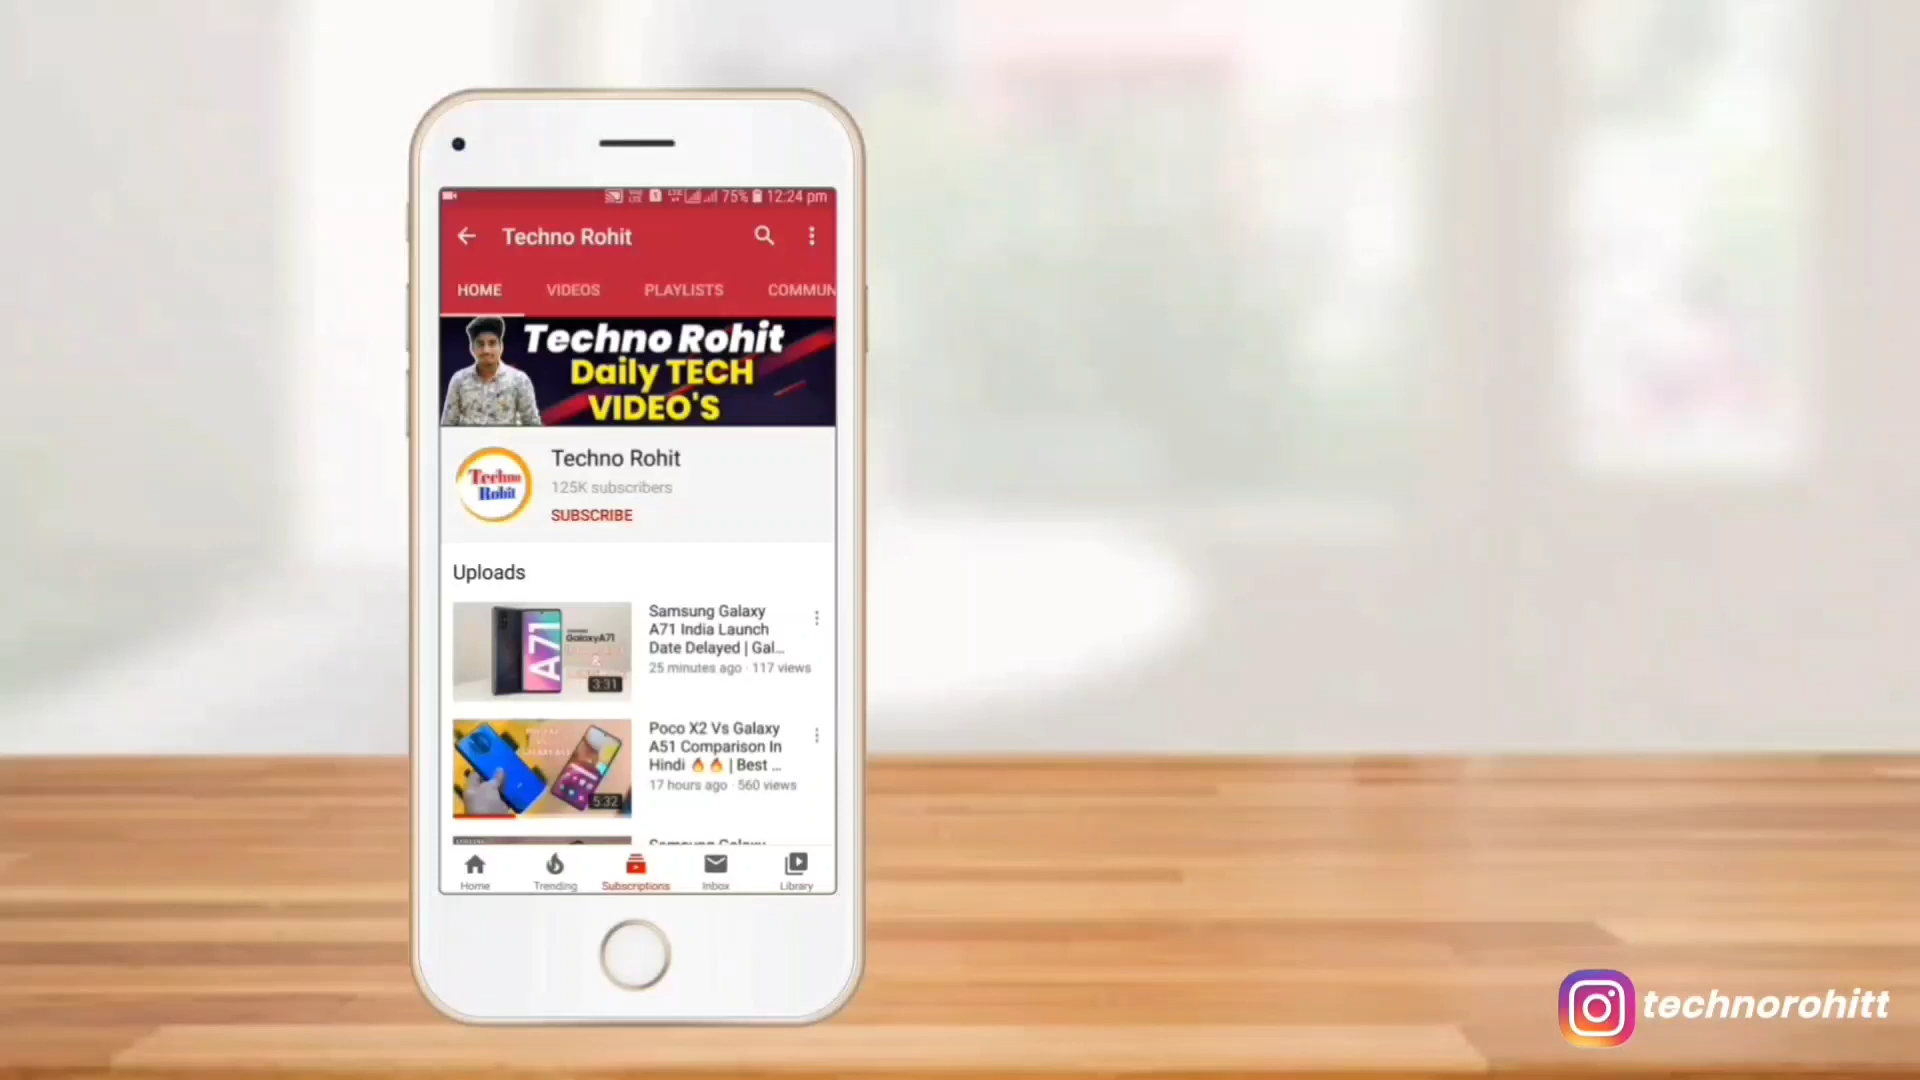 75% 12:24 pm
Techno Rohit
HOME VIDEOS PLAYLISTS COMMUN
Techno Rohit
Daily TECH
VIDEO'S
Techno
Rohit
Techno Rohit
125K subscribers
SUBSCRIBE
Uploads
GalaxyA71
A71
&
3:31
Samsung Galaxy
A71 India Launch
Date Delayed | Gal...
25 minutes ago · 117 views
5:32
Poco X2 Vs Galaxy
A51 Comparison In
Hindi 🔥🔥 | Best ...
17 hours ago · 560 views
Samsung Galaxy
Home Trending Subscriptions Inbox Library
technorohitt